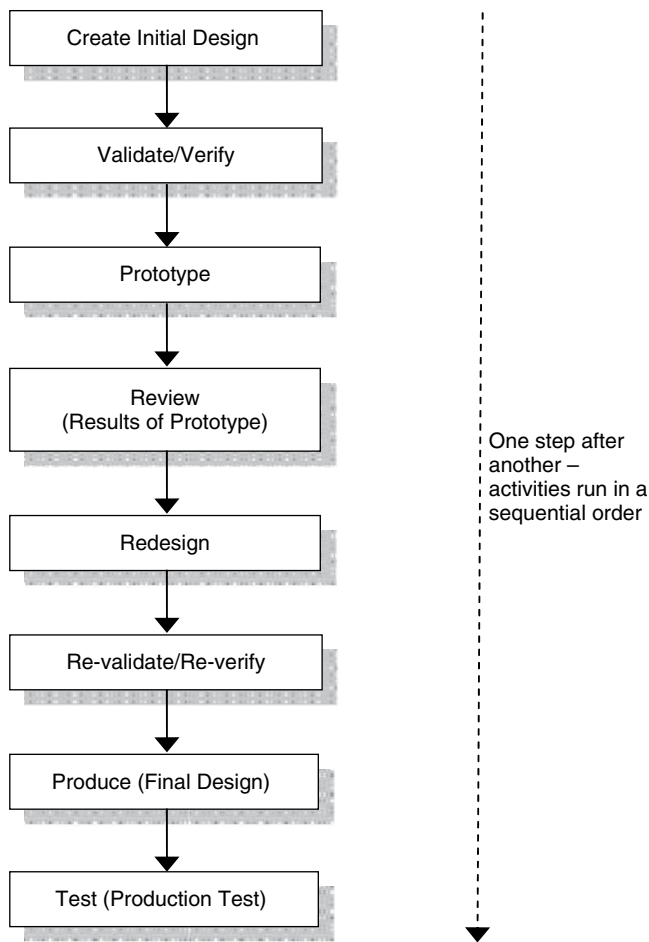 Create Initial Design
Validate/Verify
Prototype
Review
(Results of Prototype)
Redesign
Re-validate/Re-verify
Produce (Final Design)
Test (Production Test)
One step after
another –
activities run in a
sequential order